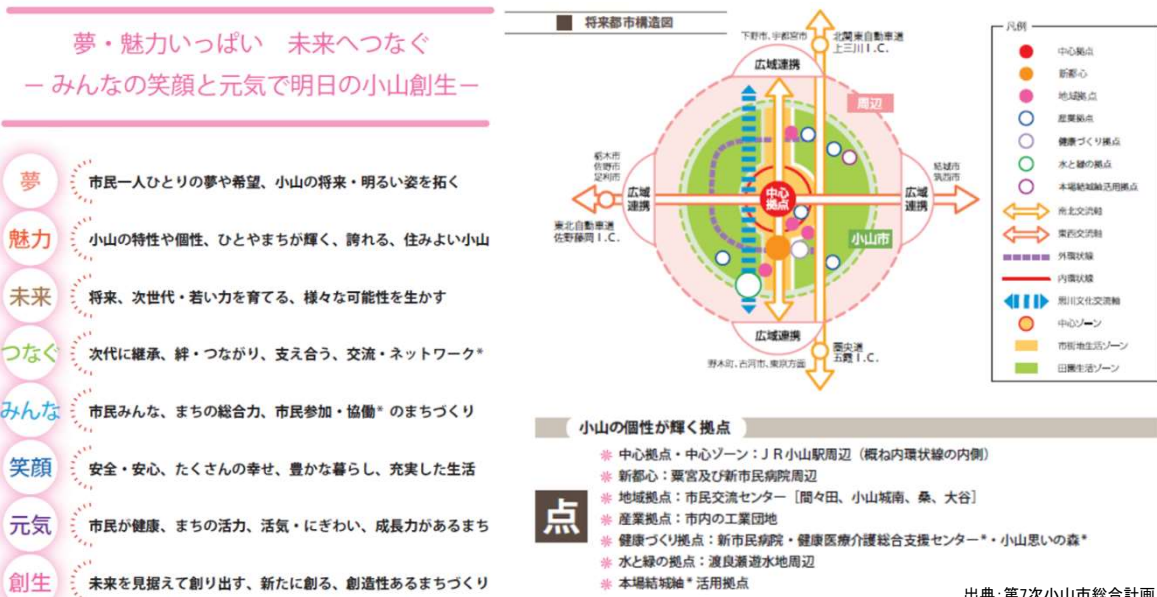 夢・魅力いっぱい 未来へつなぐ
－みんなの笑顔と元気で明日の小山創生－
夢
市民一人ひとりの夢や希望、小山の将来・明るい姿を拓く
魅力
小山の特性や個性、ひとやまちが輝く、誇れる、住みよい小山
未来
将来、次世代・若い力を育てる、様々な可能性を生かす
つなぐ
次代に継承、絆・つながり、支え合う、交流・ネットワーク*
みんな
市民みんな、まちの総合力、市民参加・協働* のまちづくり
笑顔
安全・安心、たくさんの幸せ、豊かな暮らし、充実した生活
元気
市民が健康、まちの活力、活気・にぎわい、成長力があるまち
創生
未来を見据えて創り出す、新たに創る、創造性あるまちづくり
将来都市構造図
下野市、宇都宮市
北関東自動車道
上三川I.C.
広域連携
周辺
栃木市
佐野市
足利市
広域
連携
中心
拠点
広域
連携
結城市
筑西市
東北自動車道
佐野藤岡I.C.
小山市
広域連携
野木町、古河市、東京方面
圏央道
五霞I.C.
凡例
中心拠点
新都心
地域拠点
産業拠点
健康づくり拠点
水と緑の拠点
本場結城紬活用拠点
南北交流軸
東西交流軸
外環状線
内環状線
思川文化交流軸
中心ゾーン
市街地生活ゾーン
田園生活ゾーン
小山の個性が輝く拠点
点
中心拠点・中心ゾーン：ＪＲ小山駅周辺（概ね内環状線の内側）
新都心：粟宮及び新市民病院周辺
地域拠点：市民交流センター［間々田、小山城南、桑、大谷］
産業拠点：市内の工業団地
健康づくり拠点：新市民病院・健康医療介護総合支援センター*・小山思いの森*
水と緑の拠点：渡良瀬遊水地周辺
本場結城紬* 活用拠点
出典：第7次小山市総合計画